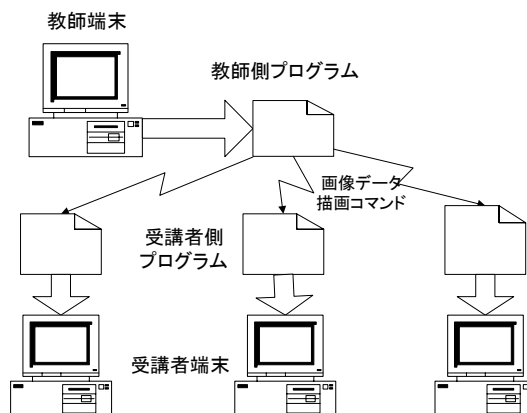 教師端末
教師側プログラム
画像データ
描画コマンド
受講者側
プログラム
受講者端末